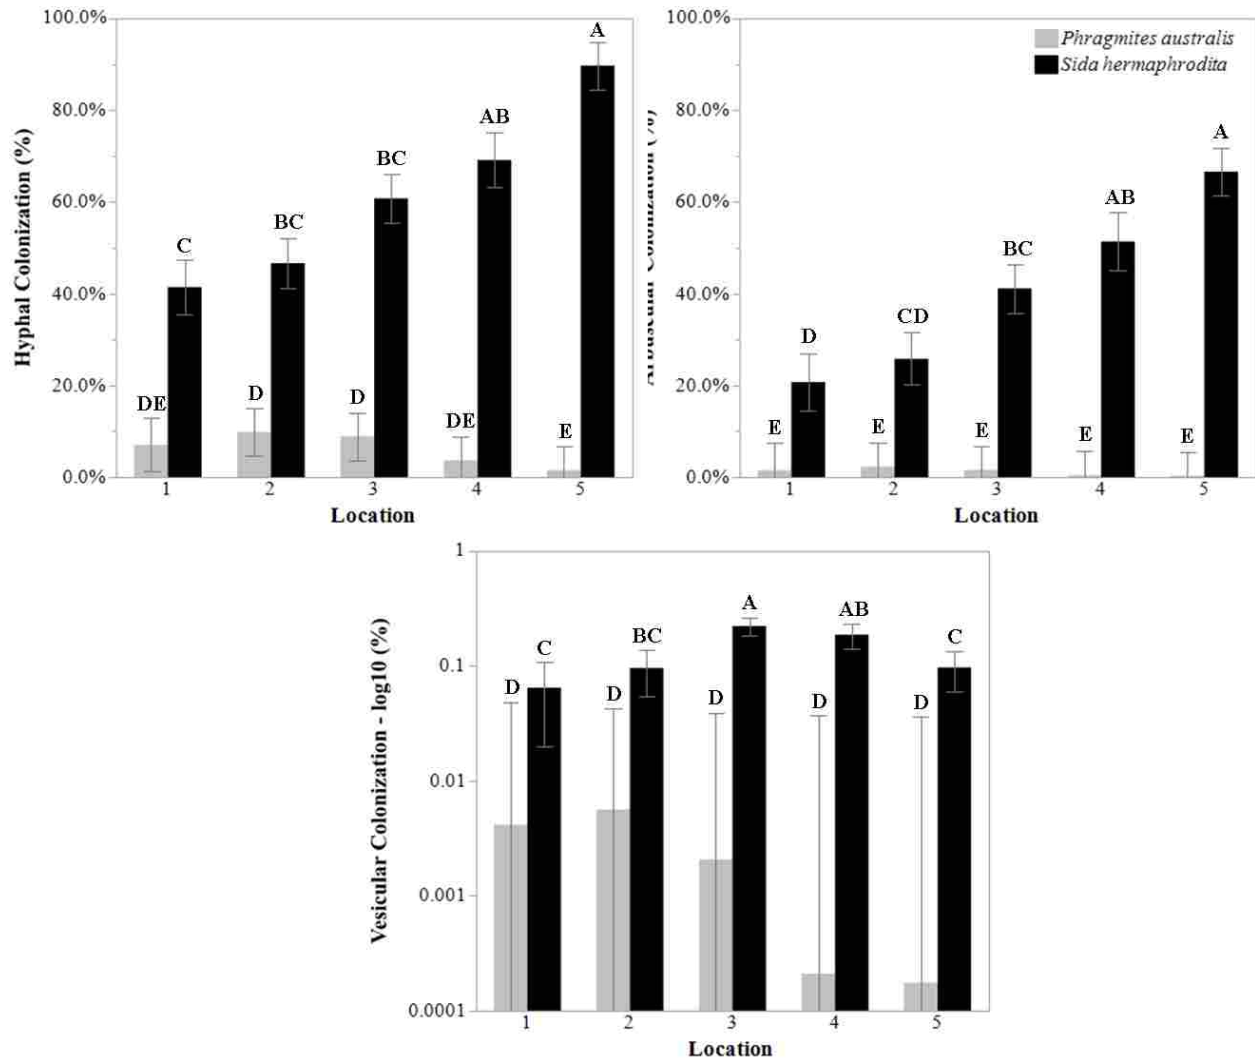 Hyphal Colonization (%)
100.0%
80.0%
60.0%
40.0%
20.0%
0.0%
DE
C
D
BC
D
BC
DE
AB
E
A
1 2 3 4 5
Location
Colonization (%)
100.0%
80.0%
60.0%
40.0%
20.0%
0.0%
Phragmites australis
Sida hermaphrodita
E
D
E
CD
E
BC
E
AB
E
A
1 2 3 4 5
Location
Vesicular Colonization - log10 (%)
1
0.1
0.01
0.001
0.0001
D
C
D
BC
D
A
D
AB
D
C
1 2 3 4 5
Location